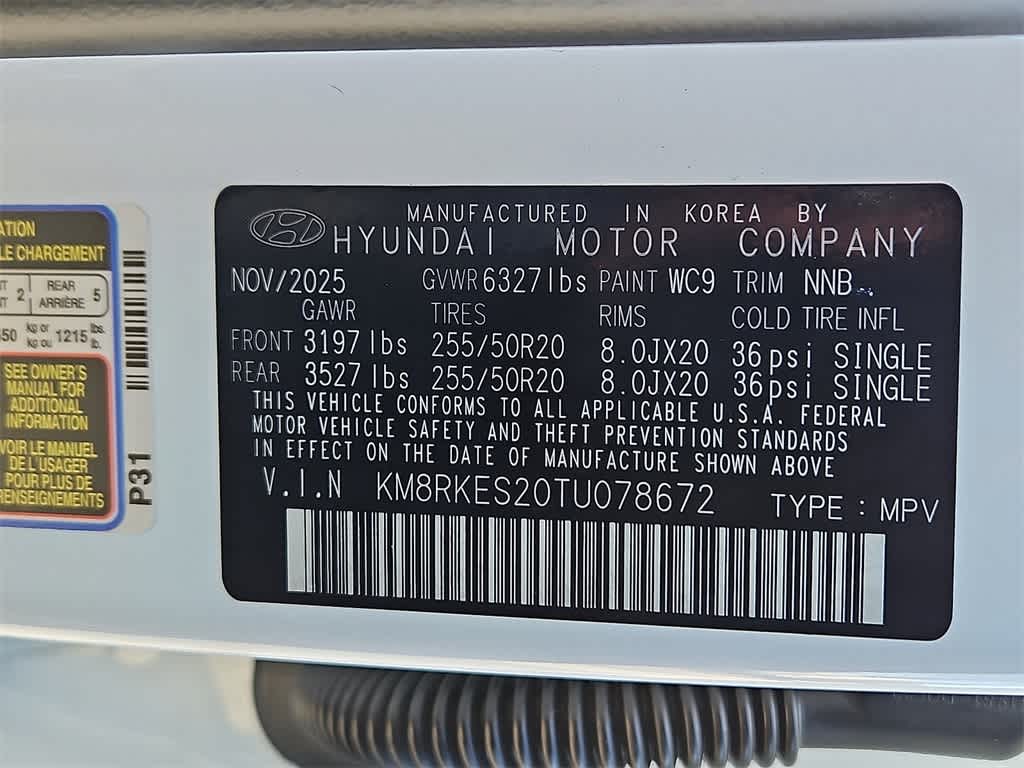 MANUFACTURED IN KOREA BY
HYUNDAI MOTOR COMPANY
NOV/2025 GVWR 6327lbs PAINT WC9 TRIM NNB
GAWR TIRES RIMS COLD TIRE INFL
FRONT 3197lbs 255/50R20 8.0JX20 36psi SINGLE
REAR 3527lbs 255/50R20 8.0JX20 36psi SINGLE
THIS VEHICLE CONFORMS TO ALL APPLICABLE U.S.A. FEDERAL
MOTOR VEHICLE SAFETY AND THEFT PREVENTION STANDARDS
IN EFFECT ON THE DATE OF MANUFACTURE SHOWN ABOVE
V.I.N KM8RKES20TU078672 TYPE : MPV
CHARGEMENT
2 REAR 5
ARRIÈRE
kg or 1215 lbs.
kg ou lb.
SEE OWNER'S
MANUAL FOR
ADDITIONAL
INFORMATION
VOIR LE MANUEL
DE L'USAGER
POUR PLUS DE
RENSEIGNEMENTS
P31